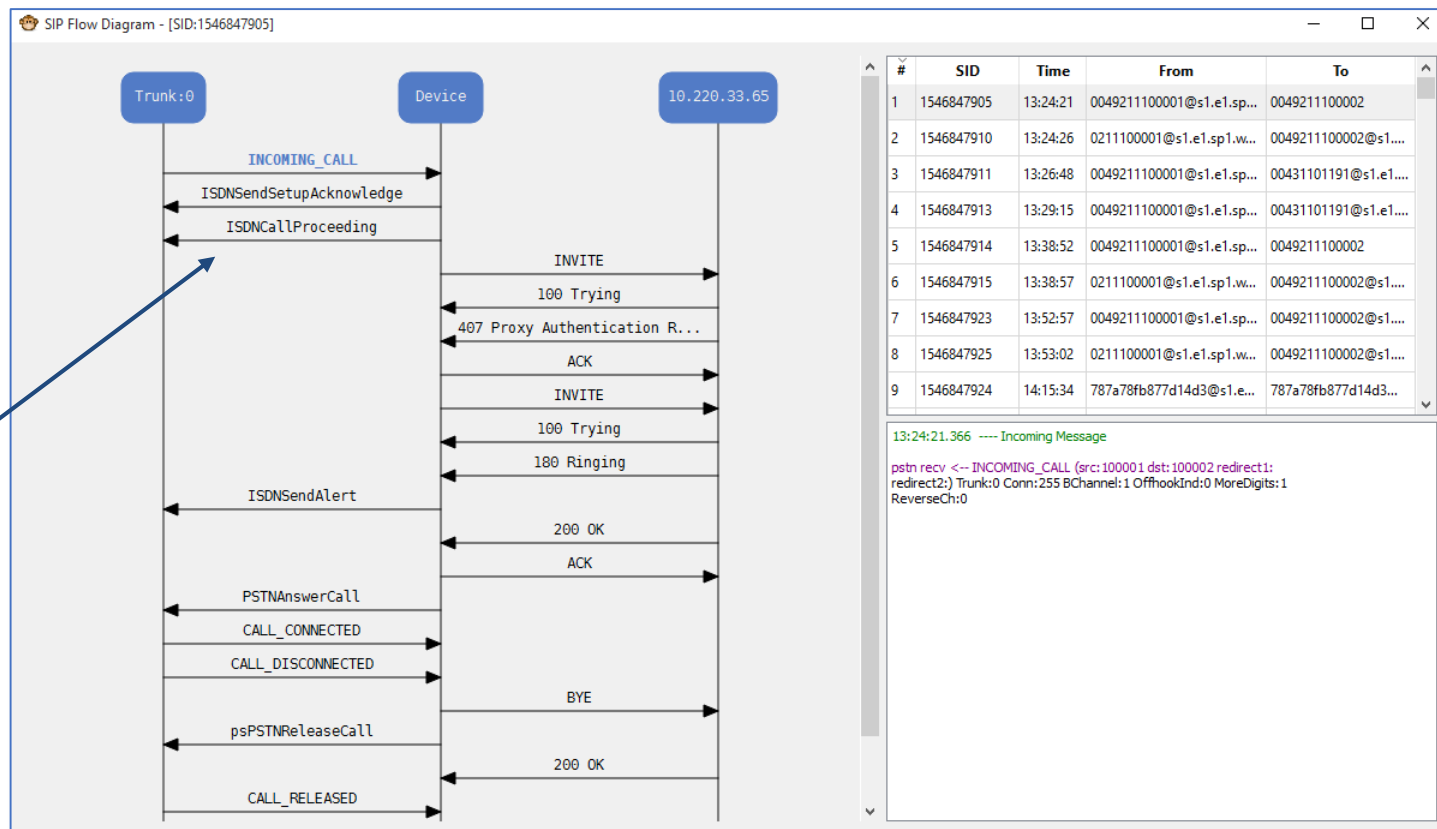 SIP Flow Diagram - [SID:1546847905]
Trunk:0 Device 10.220.33.65
INCOMING_CALL
ISDNSendSetupAcknowledge
ISDNCallProceeding
INVITE
100 Trying
407 Proxy Authentication R...
ACK
INVITE
100 Trying
180 Ringing
ISDNSendAlert
200 OK
ACK
PSTNAnswerCall
CALL_CONNECTED
CALL_DISCONNECTED
BYE
psPSTNReleaseCall
200 OK
CALL_RELEASED
# SID Time From To
1 1546847905 13:24:21 0049211100001@s1.e1.sp... 0049211100002
2 1546847910 13:24:26 0211100001@s1.e1.sp1.w... 0049211100002@s1....
3 1546847911 13:26:48 0049211100001@s1.e1.sp... 00431101191@s1.e1....
4 1546847913 13:29:15 0049211100001@s1.e1.sp... 00431101191@s1.e1....
5 1546847914 13:38:52 0049211100001@s1.e1.sp... 0049211100002
6 1546847915 13:38:57 0211100001@s1.e1.sp1.w... 0049211100002@s1....
7 1546847923 13:52:57 0049211100001@s1.e1.sp... 0049211100002@s1....
8 1546847925 13:53:02 0211100001@s1.e1.sp1.w... 0049211100002@s1....
9 1546847924 14:15:34 787a78fb877d14d3@s1.e... 787a78fb877d14d3...
13:24:21.366 ---- Incoming Message
pstn recv <-- INCOMING_CALL (src:100001 dst:100002 redirect1:
redirect2:) Trunk:0 Conn:255 BChannel:1 OffhookInd:0 MoreDigits:1
ReverseCh:0